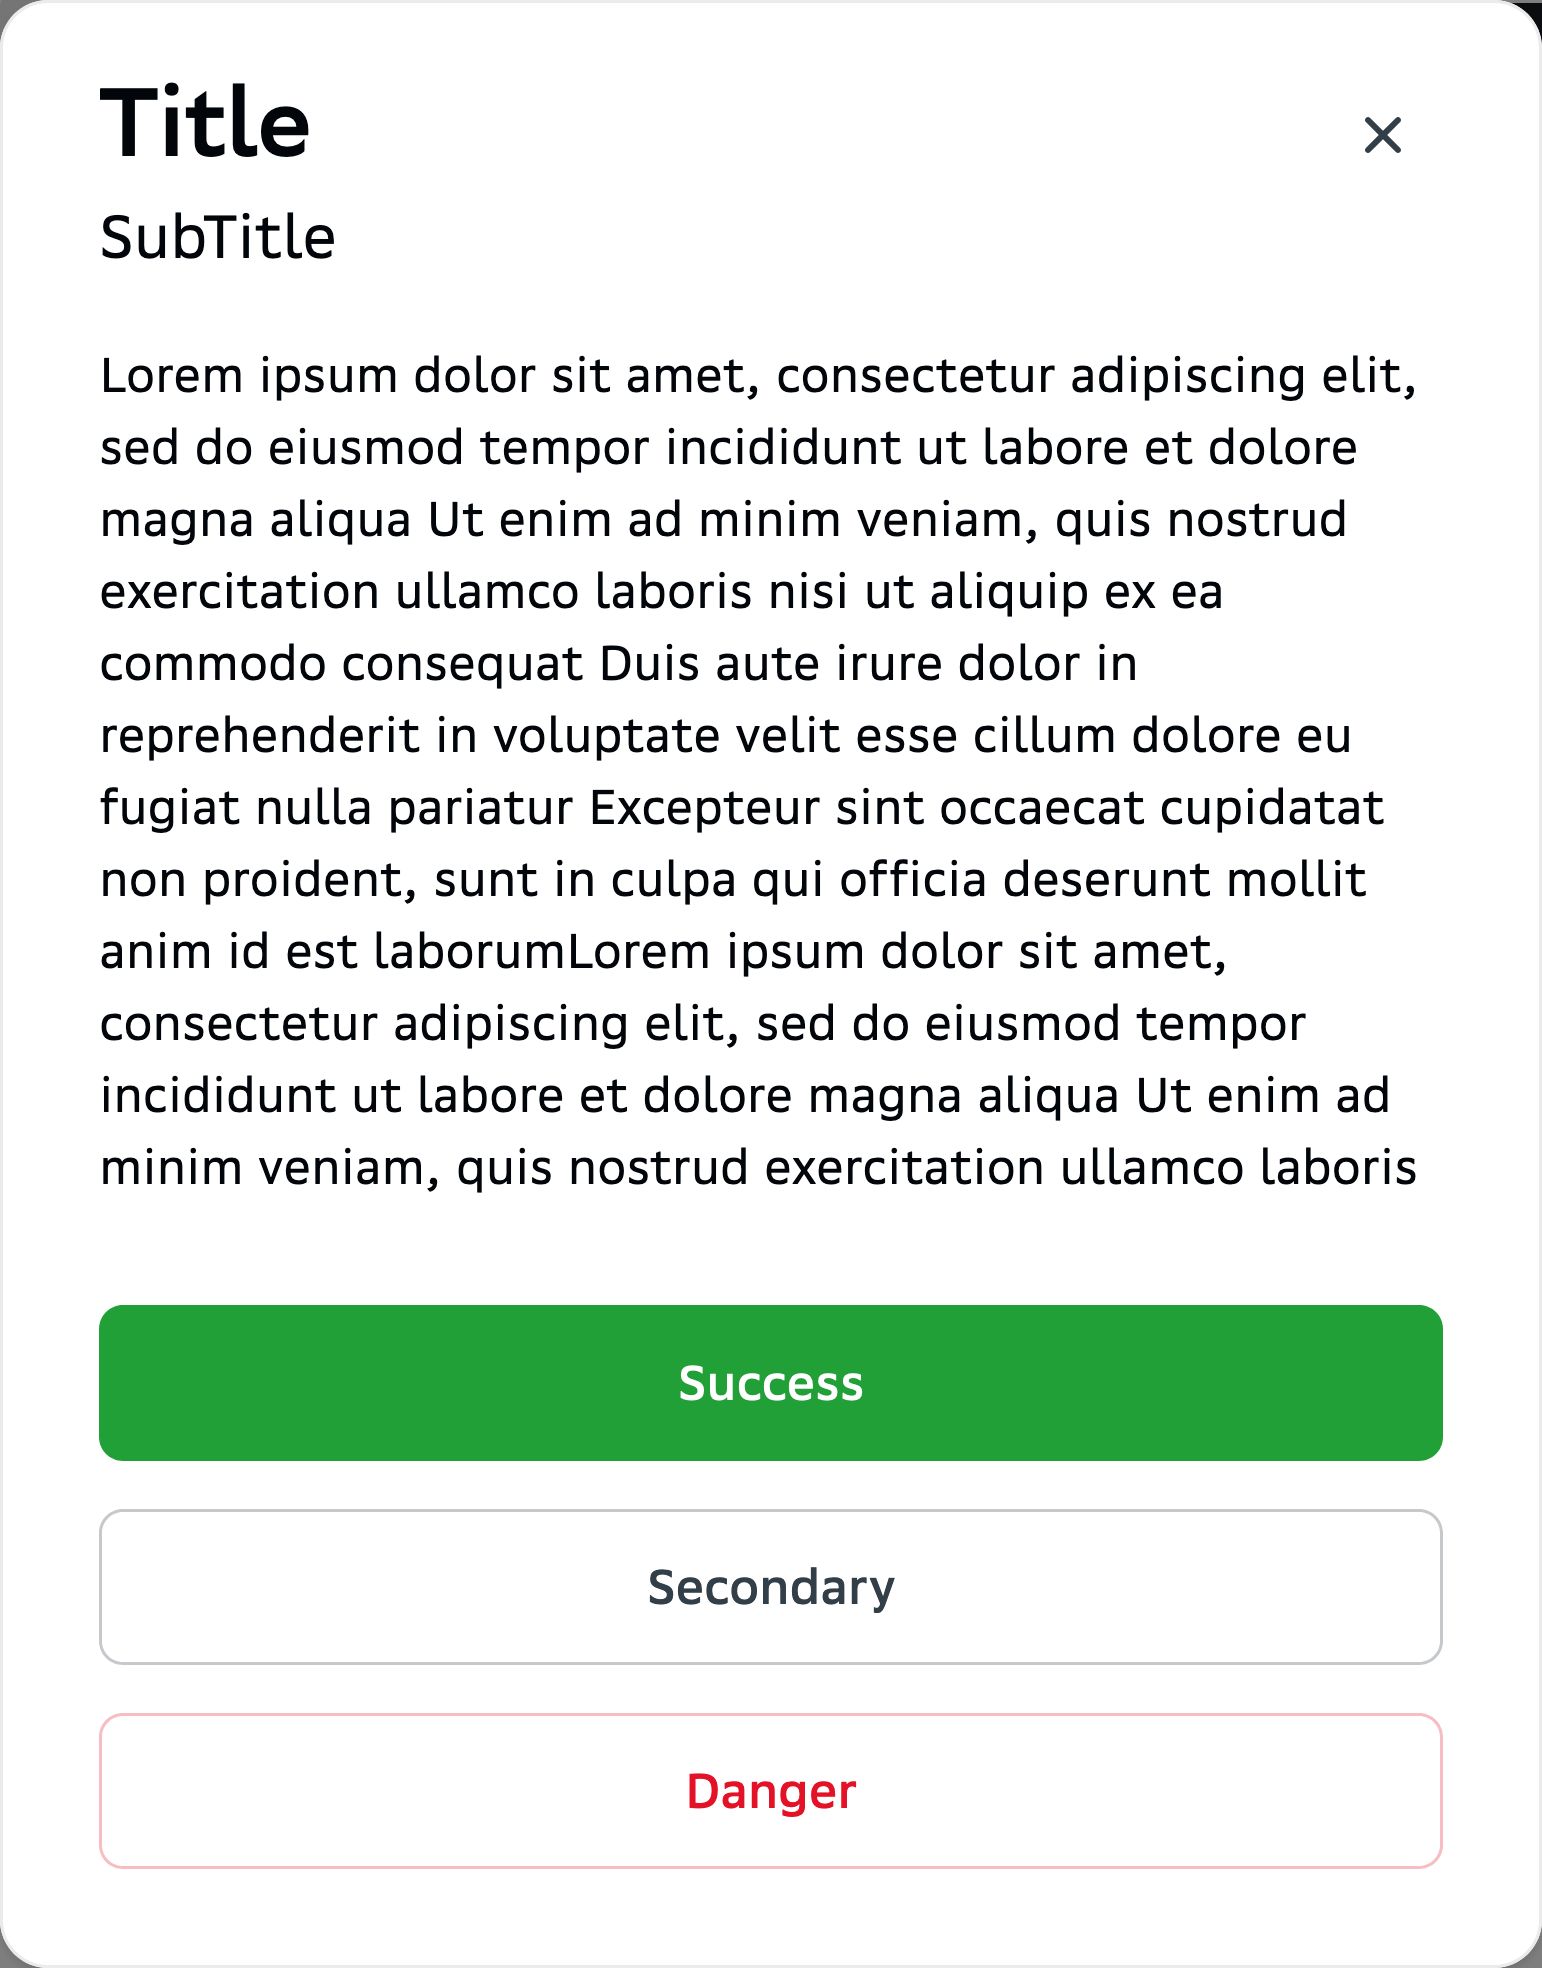 Title
SubTitle
Lorem ipsum dolor sit amet, consectetur adipiscing elit,
sed do eiusmod tempor incididunt ut labore et dolore
magna aliqua Ut enim ad minim veniam, quis nostrud
exercitation ullamco laboris nisi ut aliquip ex ea
commodo consequat Duis aute irure dolor in
reprehenderit in voluptate velit esse cillum dolore eu
fugiat nulla pariatur Excepteur sint occaecat cupidatat
non proident, sunt in culpa qui officia deserunt mollit
anim id est laborumLorem ipsum dolor sit amet,
consectetur adipiscing elit, sed do eiusmod tempor
incididunt ut labore et dolore magna aliqua Ut enim ad
minim veniam, quis nostrud exercitation ullamco laboris
Success
Secondary
Danger